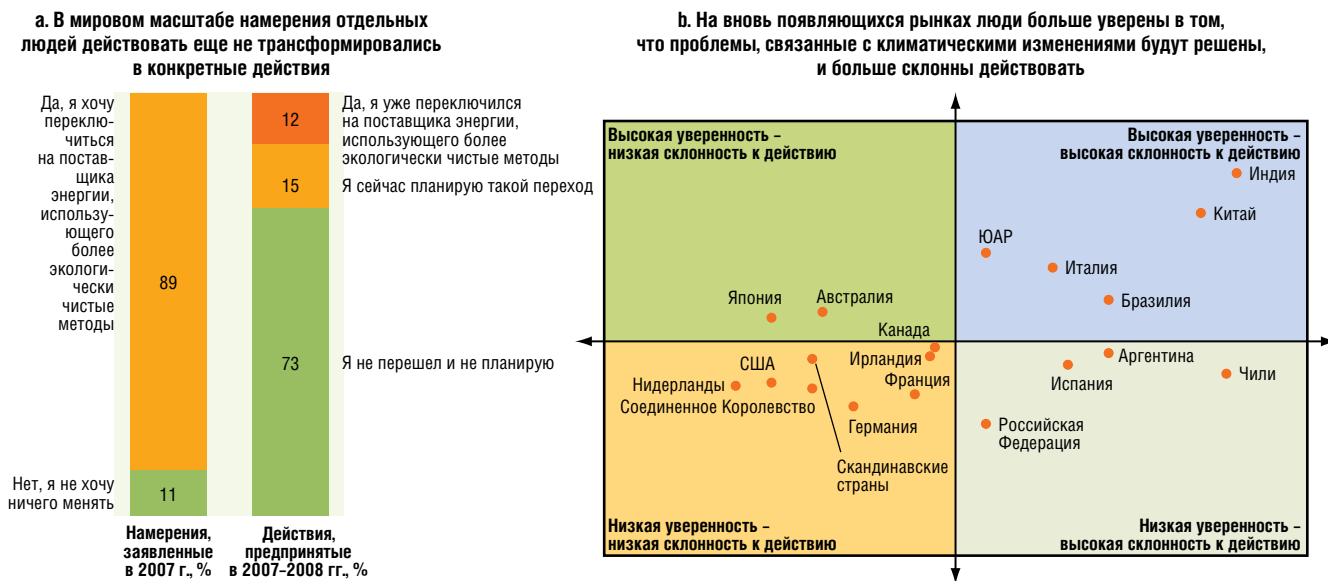 a. В мировом масштабе намерения отдельных
людей действовать еще не трансформировались
в конкретные действия
Да, я хочу
переклю-
читься
на постав-
щика
энергии,
использу-
ющего
более
экологи-
чески
чистые
методы
89
Нет, я не хочу
ничего менять
11
12
Да, я уже переключился
на поставщика энергии,
использующего более
экологически чистые методы
15
Я сейчас планирую такой переход
73
Я не перешел и не планирую
Намерения,
заявленные
в 2007 г., %
Действия,
предпринятые
в 2007–2008 гг., %
b. На вновь появляющихся рынках люди больше уверены в том,
что проблемы, связанные с климатическими изменениями будут решены,
и больше склонны действовать
Высокая уверенность –
низкая склонность к действию
Высокая уверенность –
высокая склонность к действию
Индия
Китай
ЮАР
Италия
Бразилия
Япония
Австралия
Канада
Ирландия
Франция
США
Нидерланды
Соединенное Королевство
Германия
Скандинавские
страны
Аргентина
Испания
Чили
Российская
Федерация
Низкая уверенность –
низкая склонность к действию
Низкая уверенность –
высокая склонность к действию